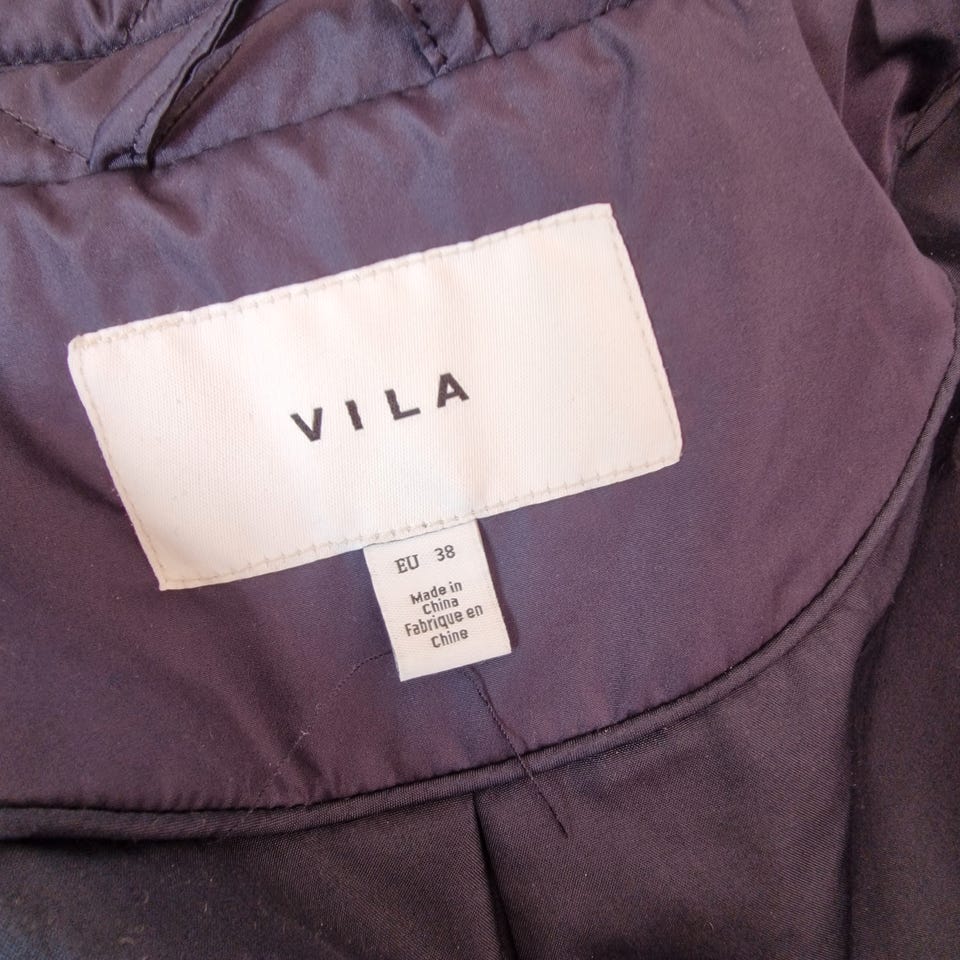 VILA
EU 38
Made in
China
Fabrique en
Chine